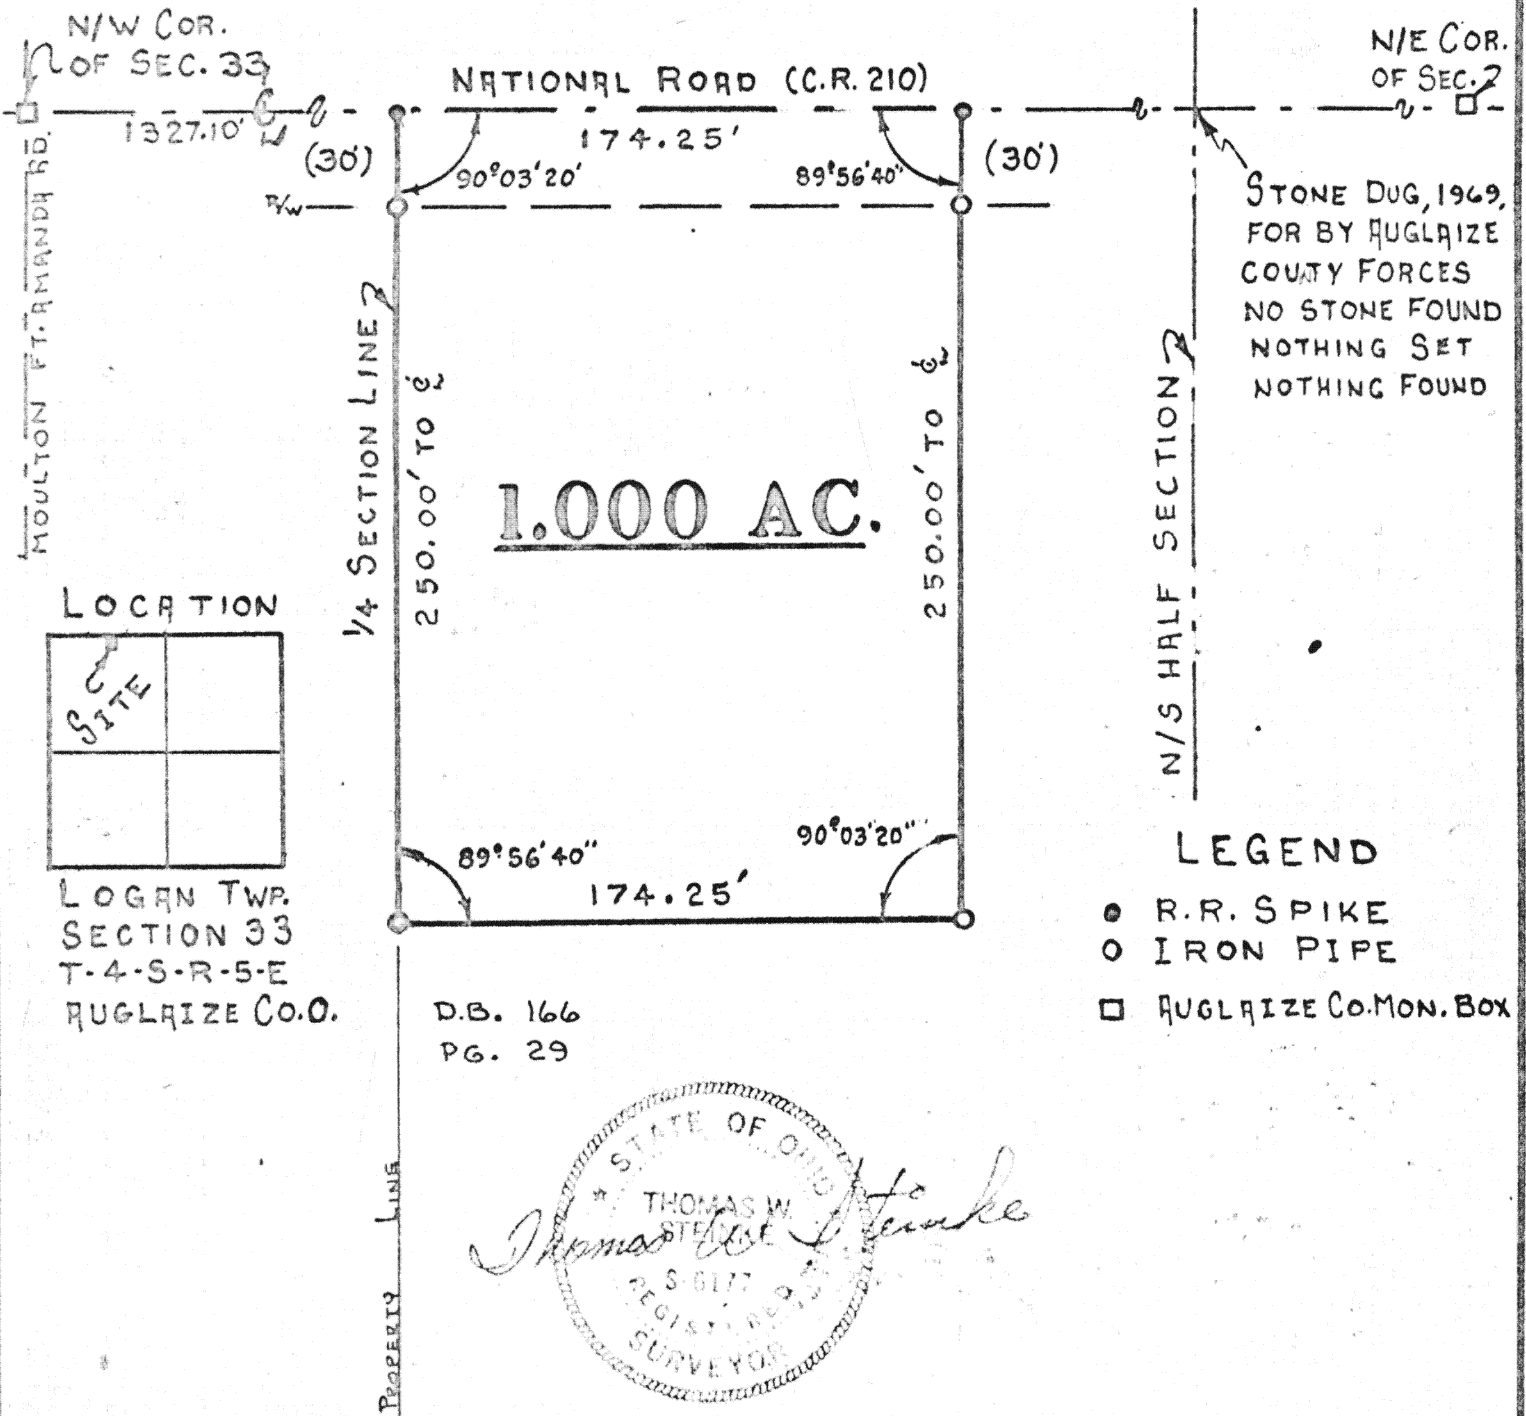 N/W COR.
OF SEC. 33
NATIONAL ROAD (C.R. 210)
N/E COR.
OF SEC.
1327.10'
(30')
174.25'
(30')
90°03'20'
89°56'40"
R/W
MOULTON FT. AMANDA RD.
STONE DUG, 1969,
FOR BY AUGLAIZE
COUNTY FORCES
NO STONE FOUND
NOTHING SET
NOTHING FOUND
1/4 SECTION LINE
250.00' TO ℄
1.000 AC.
250.00' TO ℄
N/S HALF SECTION
LOCATION
SITE
LOGAN TWP.
SECTION 33
T-4-S-R-5-E
AUGLAIZE CO.O.
89°56'40"
90°03'20"
174.25'
LEGEND
R.R. SPIKE
IRON PIPE
AUGLAIZE CO. MON. BOX
D.B. 166
PG. 29
PROPERTY LINE
STATE OF OHIO
THOMAS W.
STEINKE
S-6177
REGISTERED
SURVEYOR
Thomas W Steinke